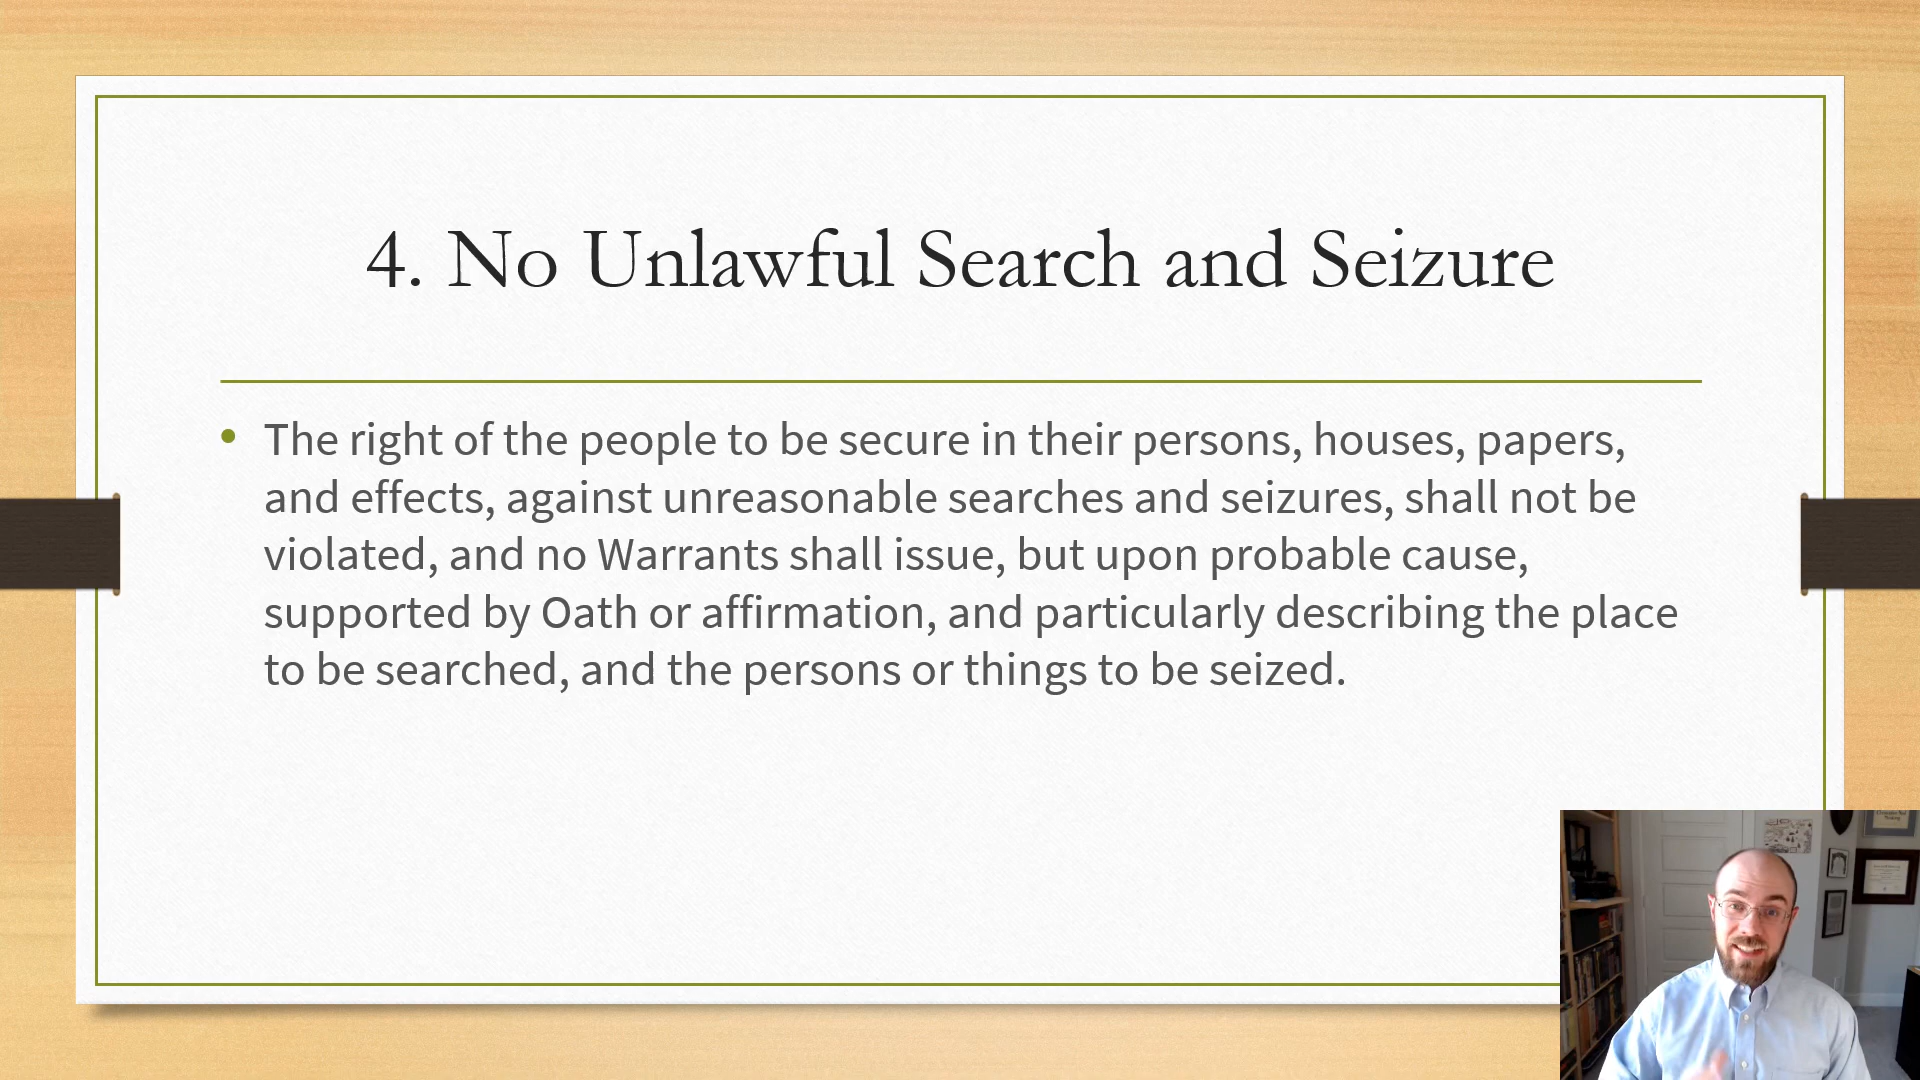 4. No Unlawful Search and Seizure
• The right of the people to be secure in their persons, houses, papers,
and effects, against unreasonable searches and seizures, shall not be
violated, and no Warrants shall issue, but upon probable cause,
supported by Oath or affirmation, and particularly describing the place
to be searched, and the persons or things to be seized.